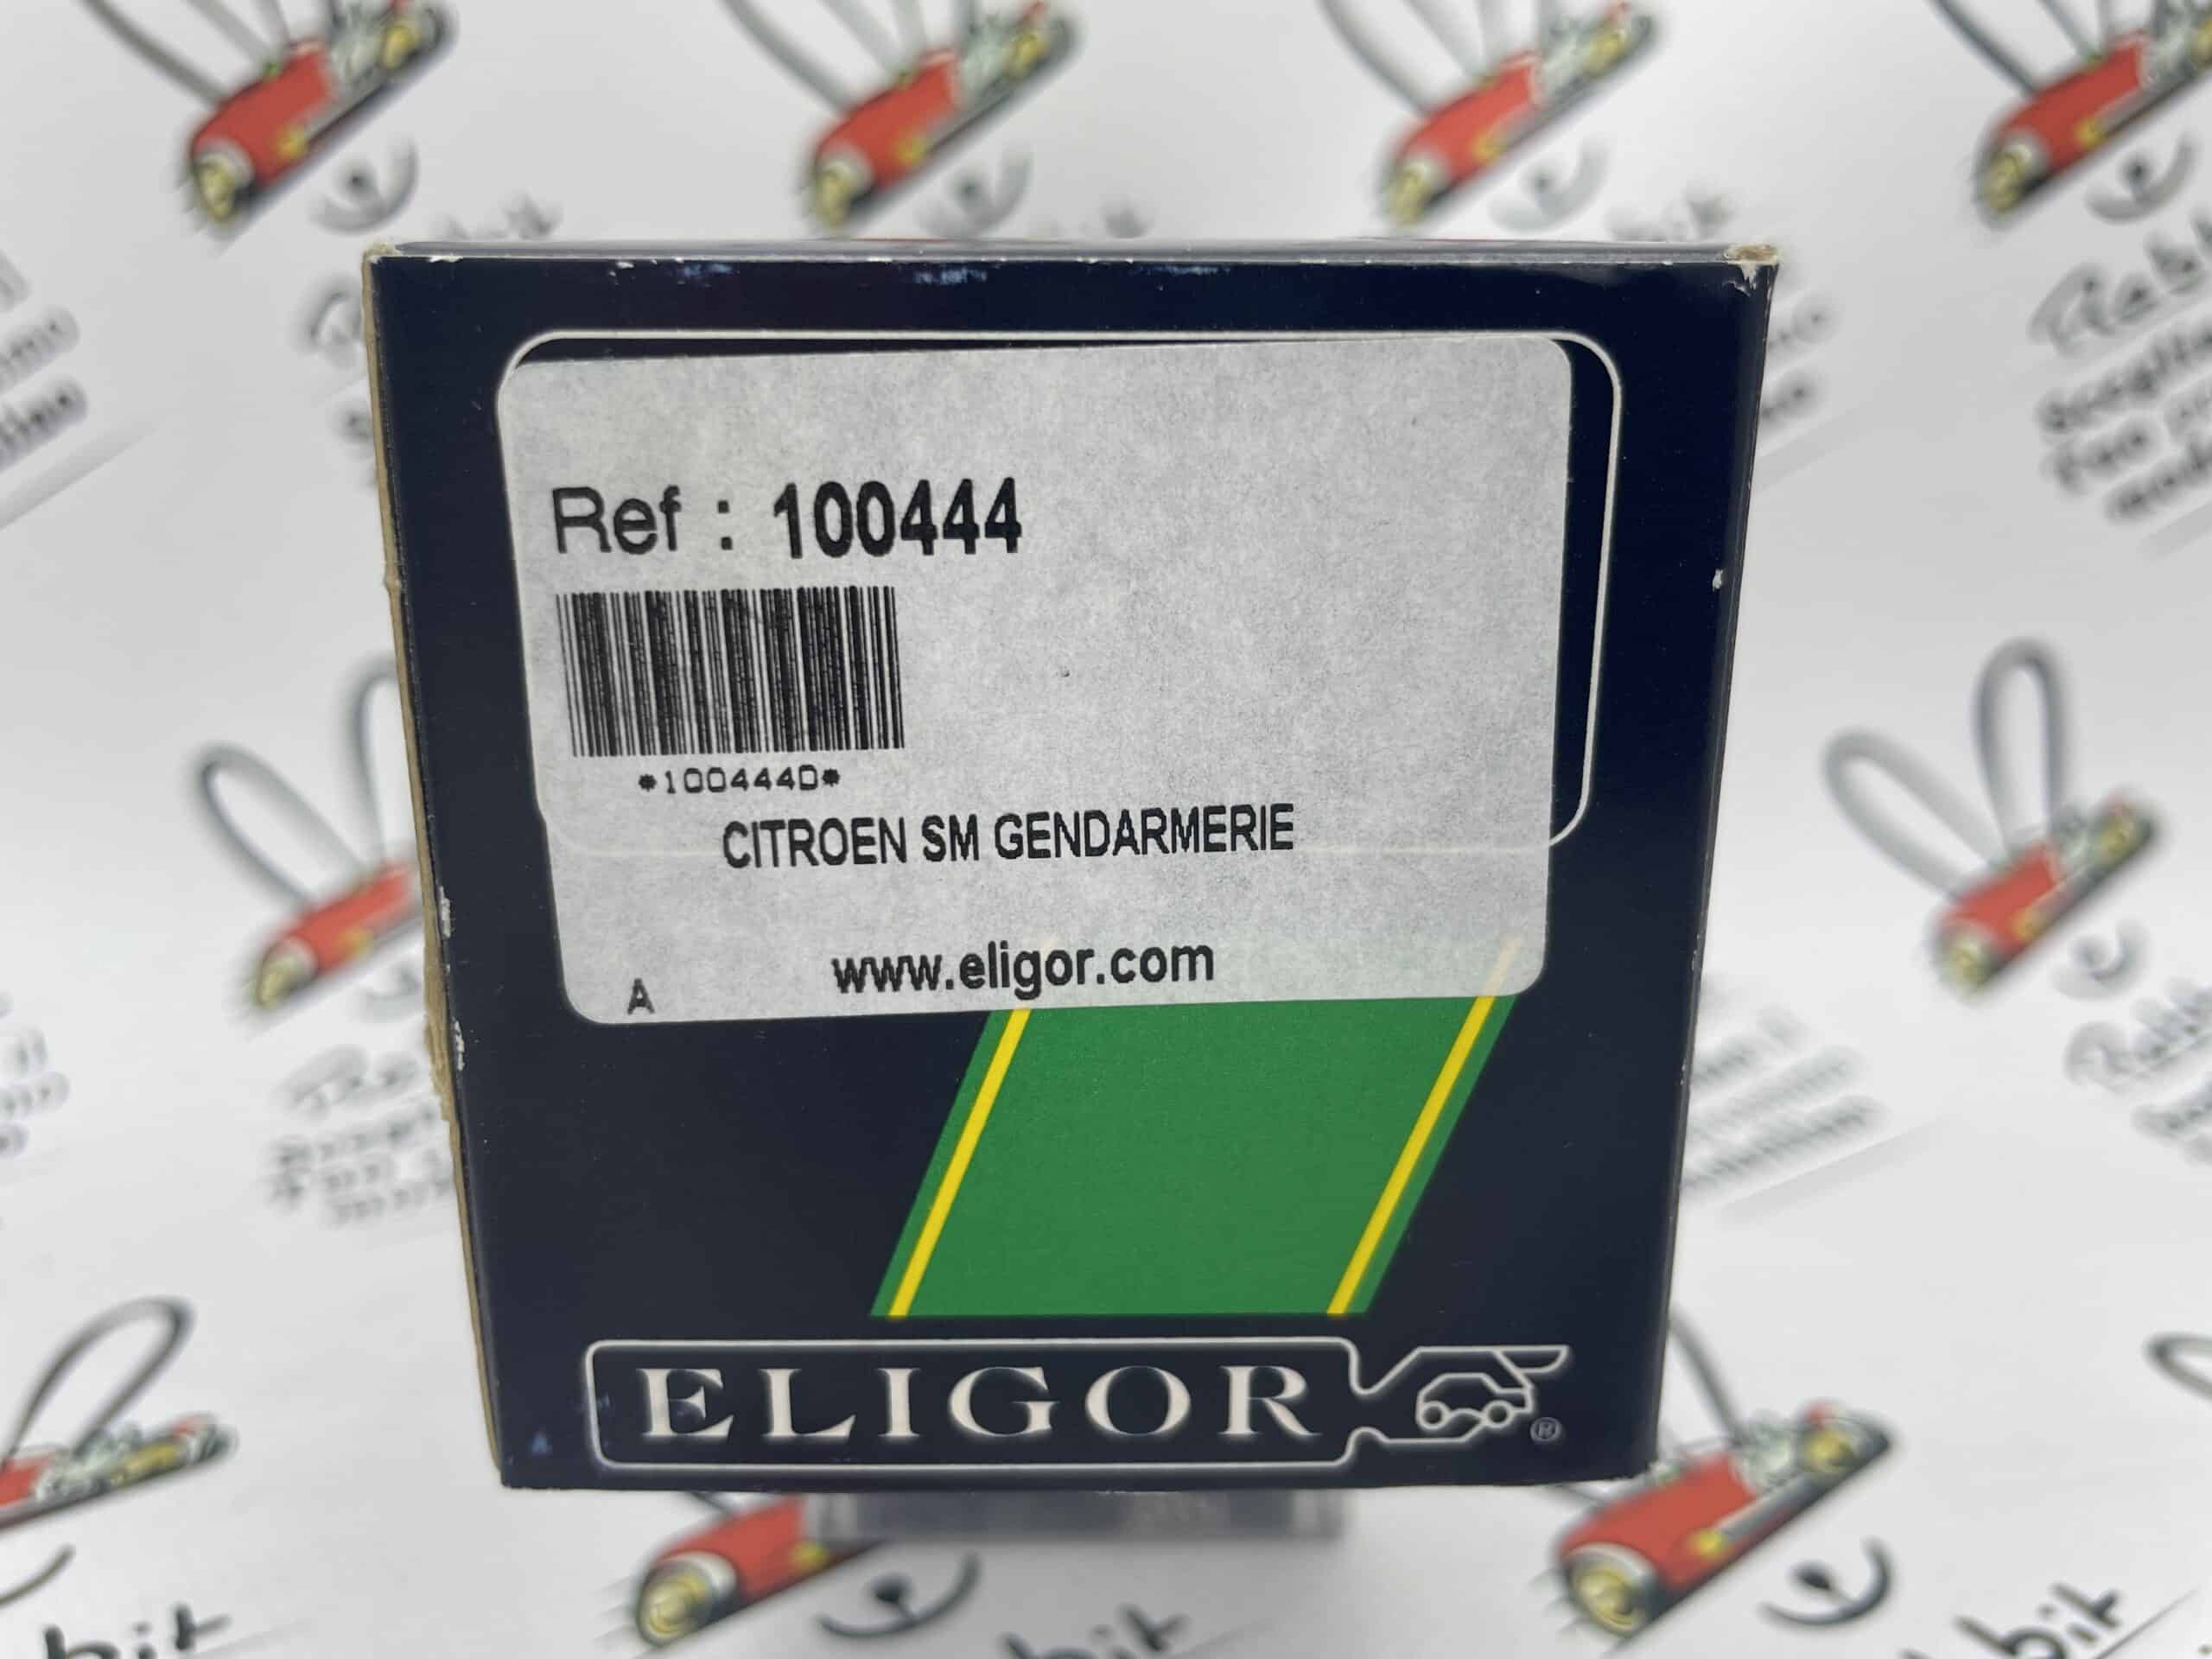 Ref : 100444
*100444D*
CITROEN SM GENDARMERIE
www.eligor.com
A
ELIGOR
®